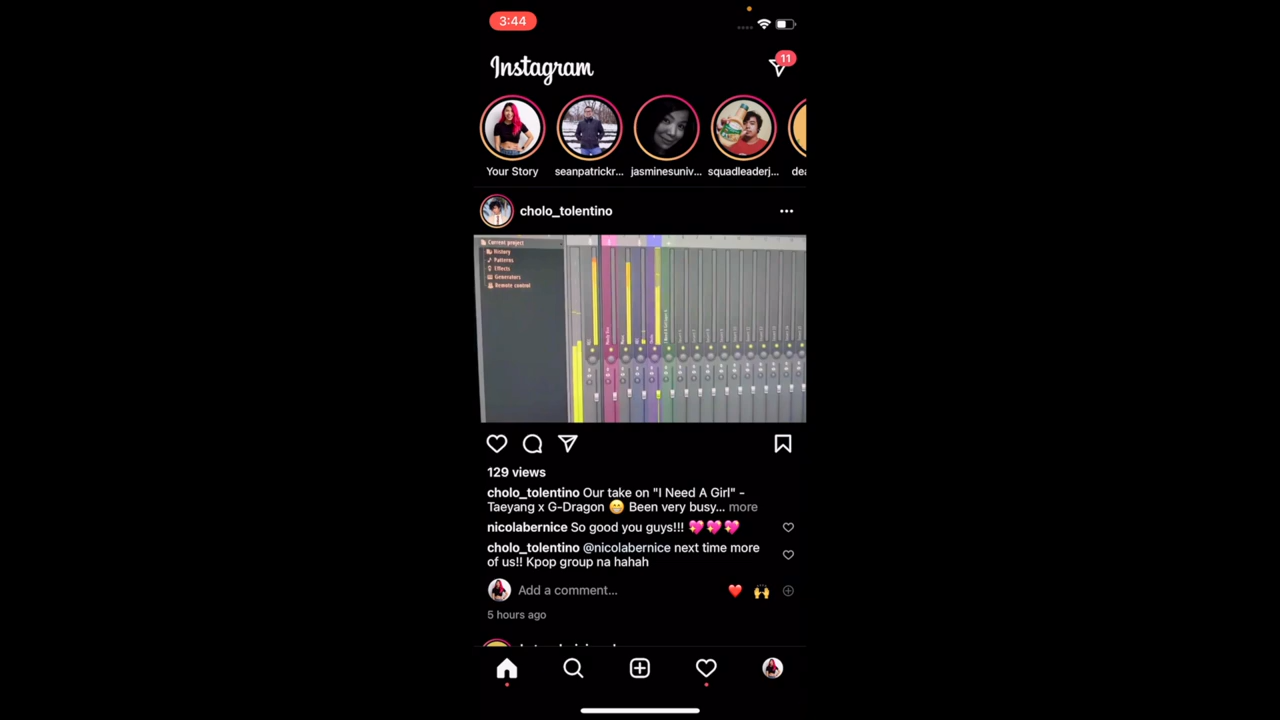 3:44
Instagram
11
Your Story
seanpatrickr...
jasminesuniv...
squadleaderj...
dea
cholo_tolentino
Current project
History
Patterns
Effects
Generators
Remote control
129 views
cholo_tolentino Our take on "I Need A Girl" -
Taeyang x G-Dragon 😁 Been very busy... more
nicolabernice So good you guys!!! 💖💖💖
cholo_tolentino @nicolabernice next time more
of us!! Kpop group na hahah
Add a comment...
5 hours ago